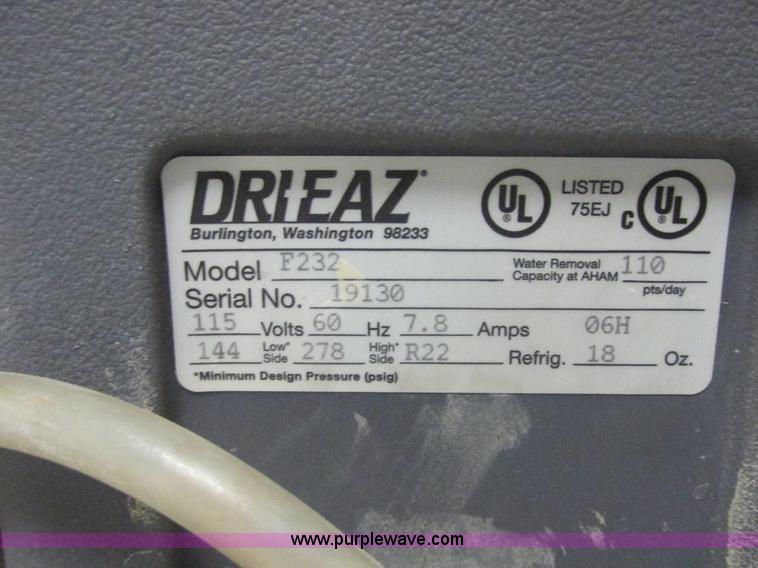 DRI-EAZ®
Burlington, Washington 98233
UL ®
LISTED
75EJ
C UL ®
Model F232
Water Removal
Capacity at AHAM 110
pts/day
Serial No. 19130
115 Volts 60 Hz 7.8 Amps 06H
144 Low* Side 278 High* Side R22 Refrig. 18 Oz.
*Minimum Design Pressure (psig)
www.purplewave.com